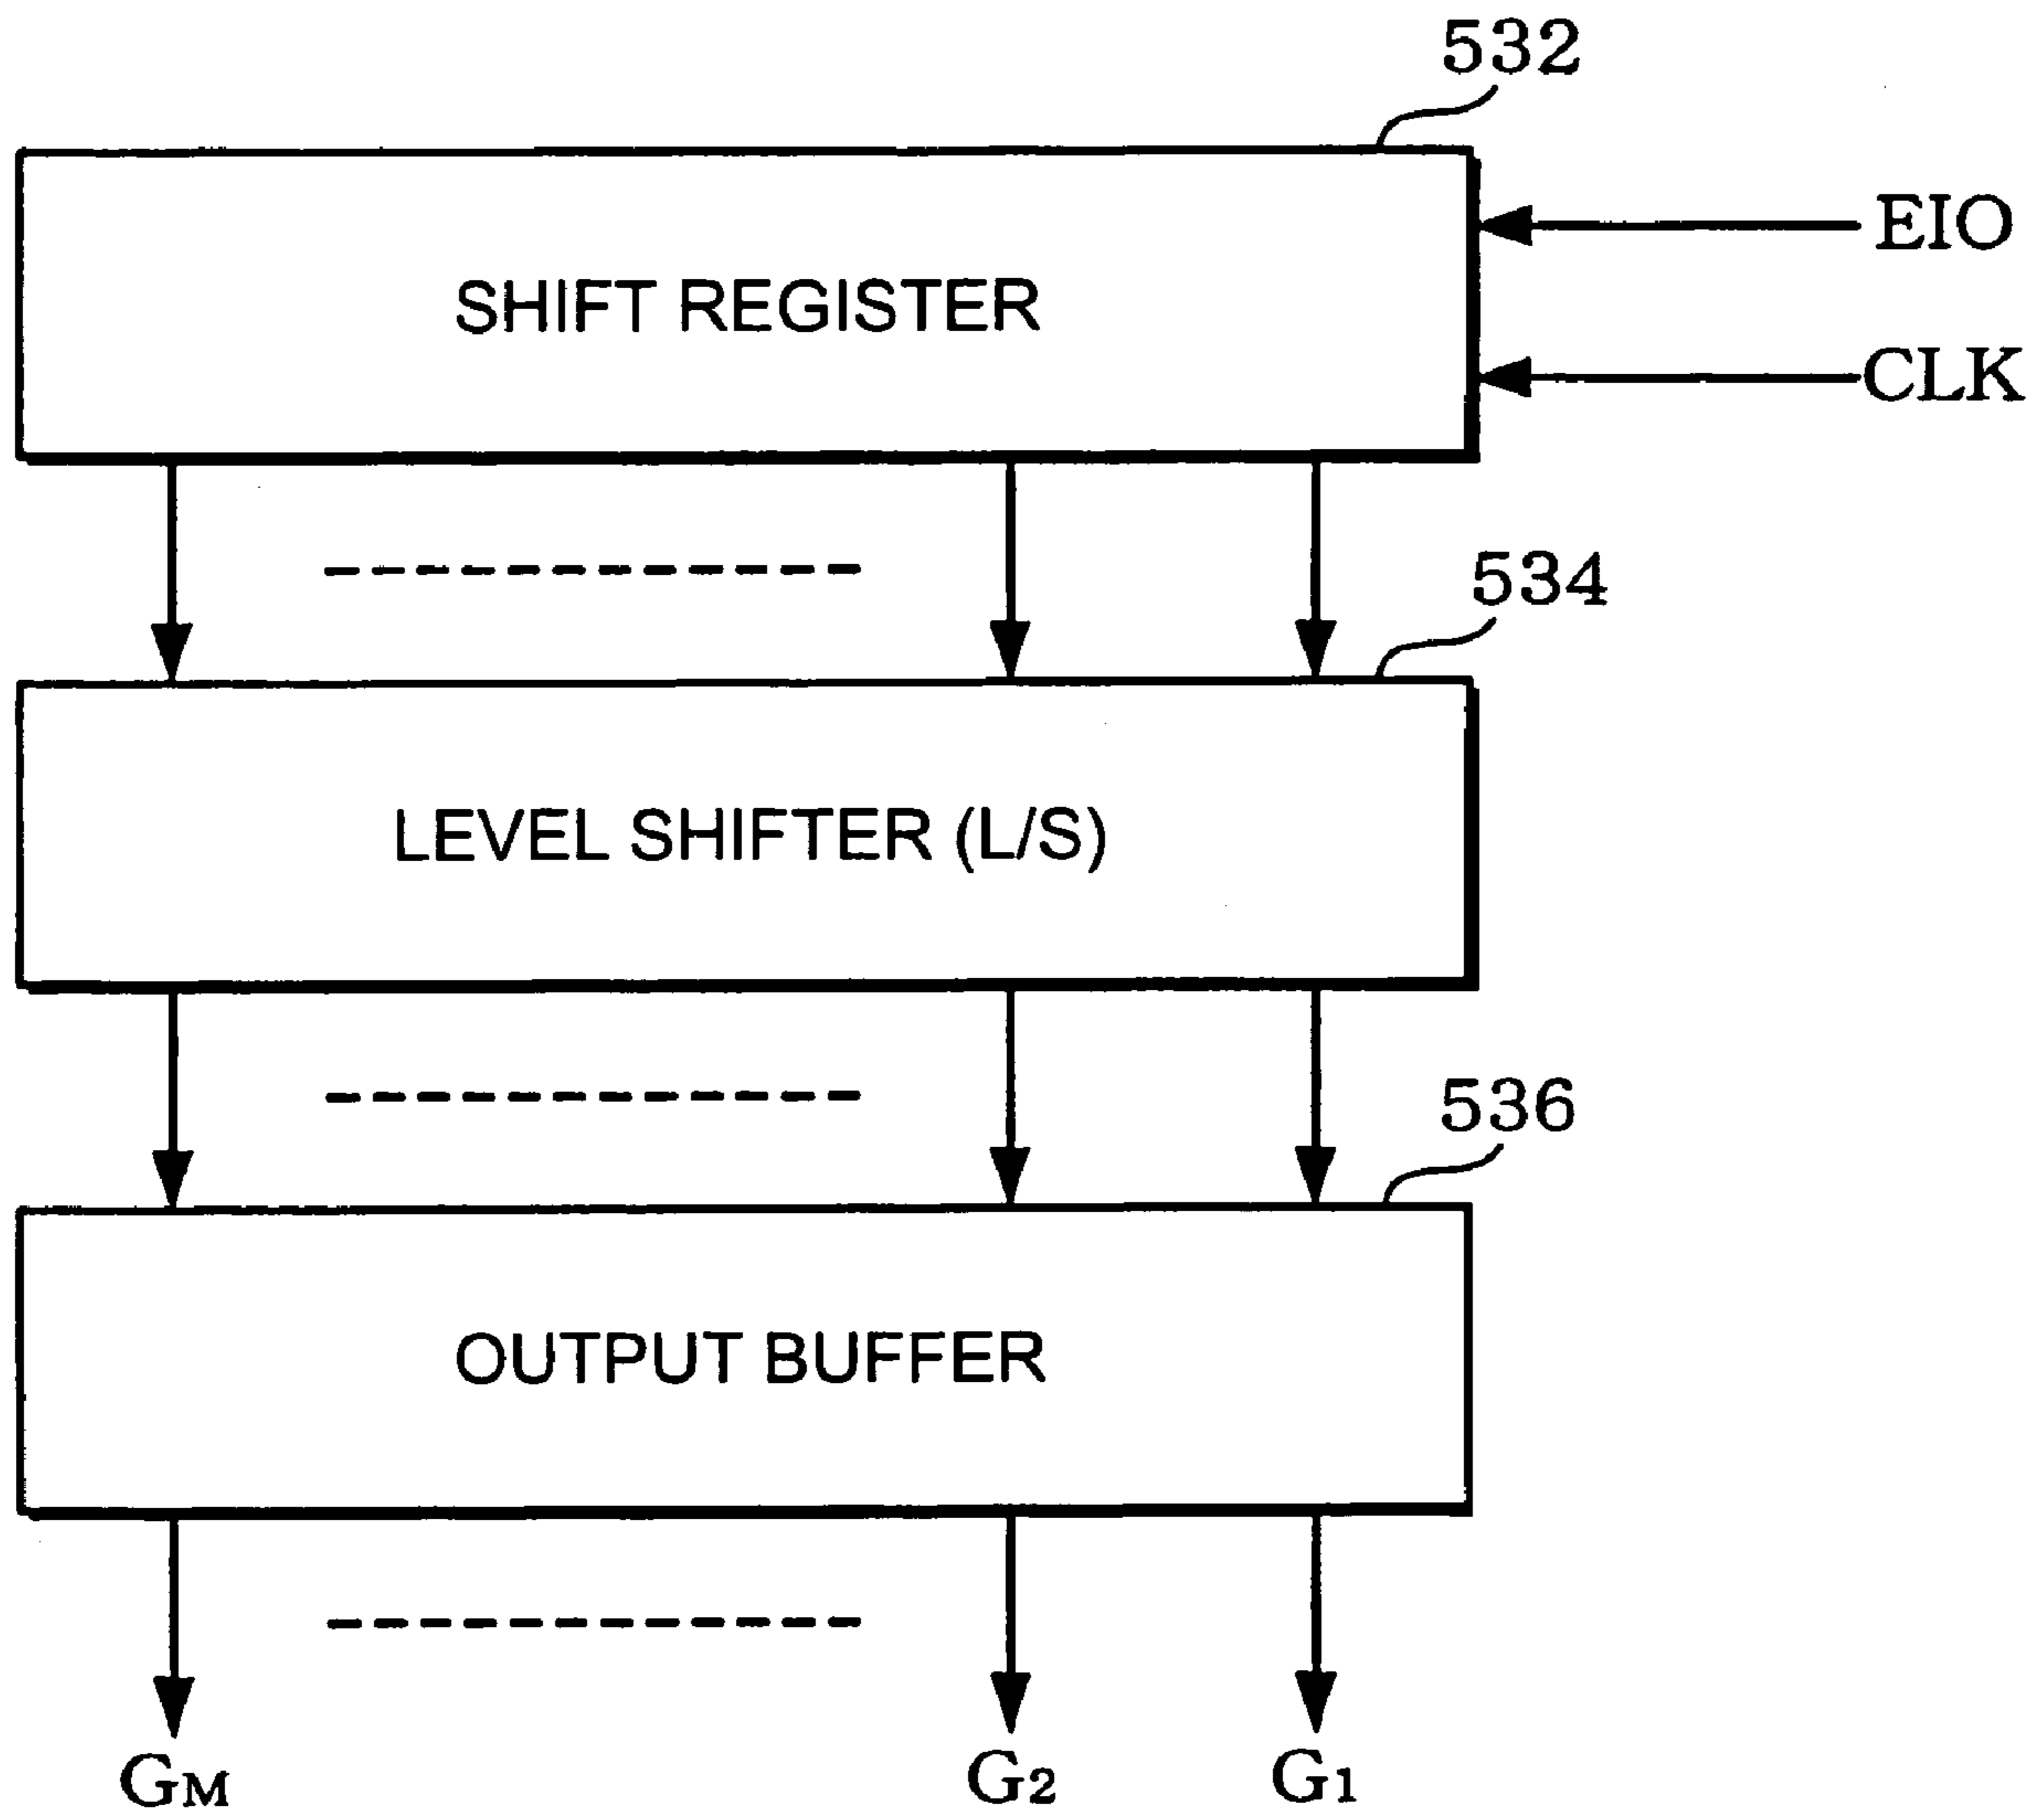 532
EIO
SHIFT REGISTER
CLK
534
LEVEL SHIFTER (L/S)
536
OUTPUT BUFFER
GM G2 G1